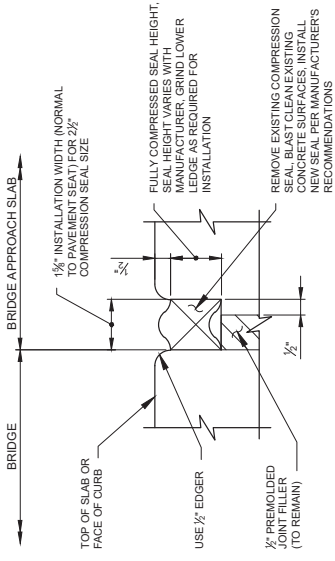 BRIDGE
BRIDGE APPROACH SLAB
1⅝" INSTALLATION WIDTH (NORMAL
TO PAVEMENT SEAT) FOR 2½"
COMPRESSION SEAL SIZE
TOP OF SLAB OR
FACE OF CURB
½"
FULLY COMPRESSED SEAL HEIGHT,
SEAL HEIGHT VARIES WITH
MANUFACTURER, GRIND LOWER
LEDGE AS REQUIRED FOR
INSTALLATION
USE ½" EDGER
½" PREMOLDED
JOINT FILLER
(TO REMAIN)
½"
REMOVE EXISTING COMPRESSION
SEAL, BLAST CLEAN EXISTING
CONCRETE SURFACES, INSTALL
NEW SEAL PER MANUFACTURER'S
RECOMMENDATIONS